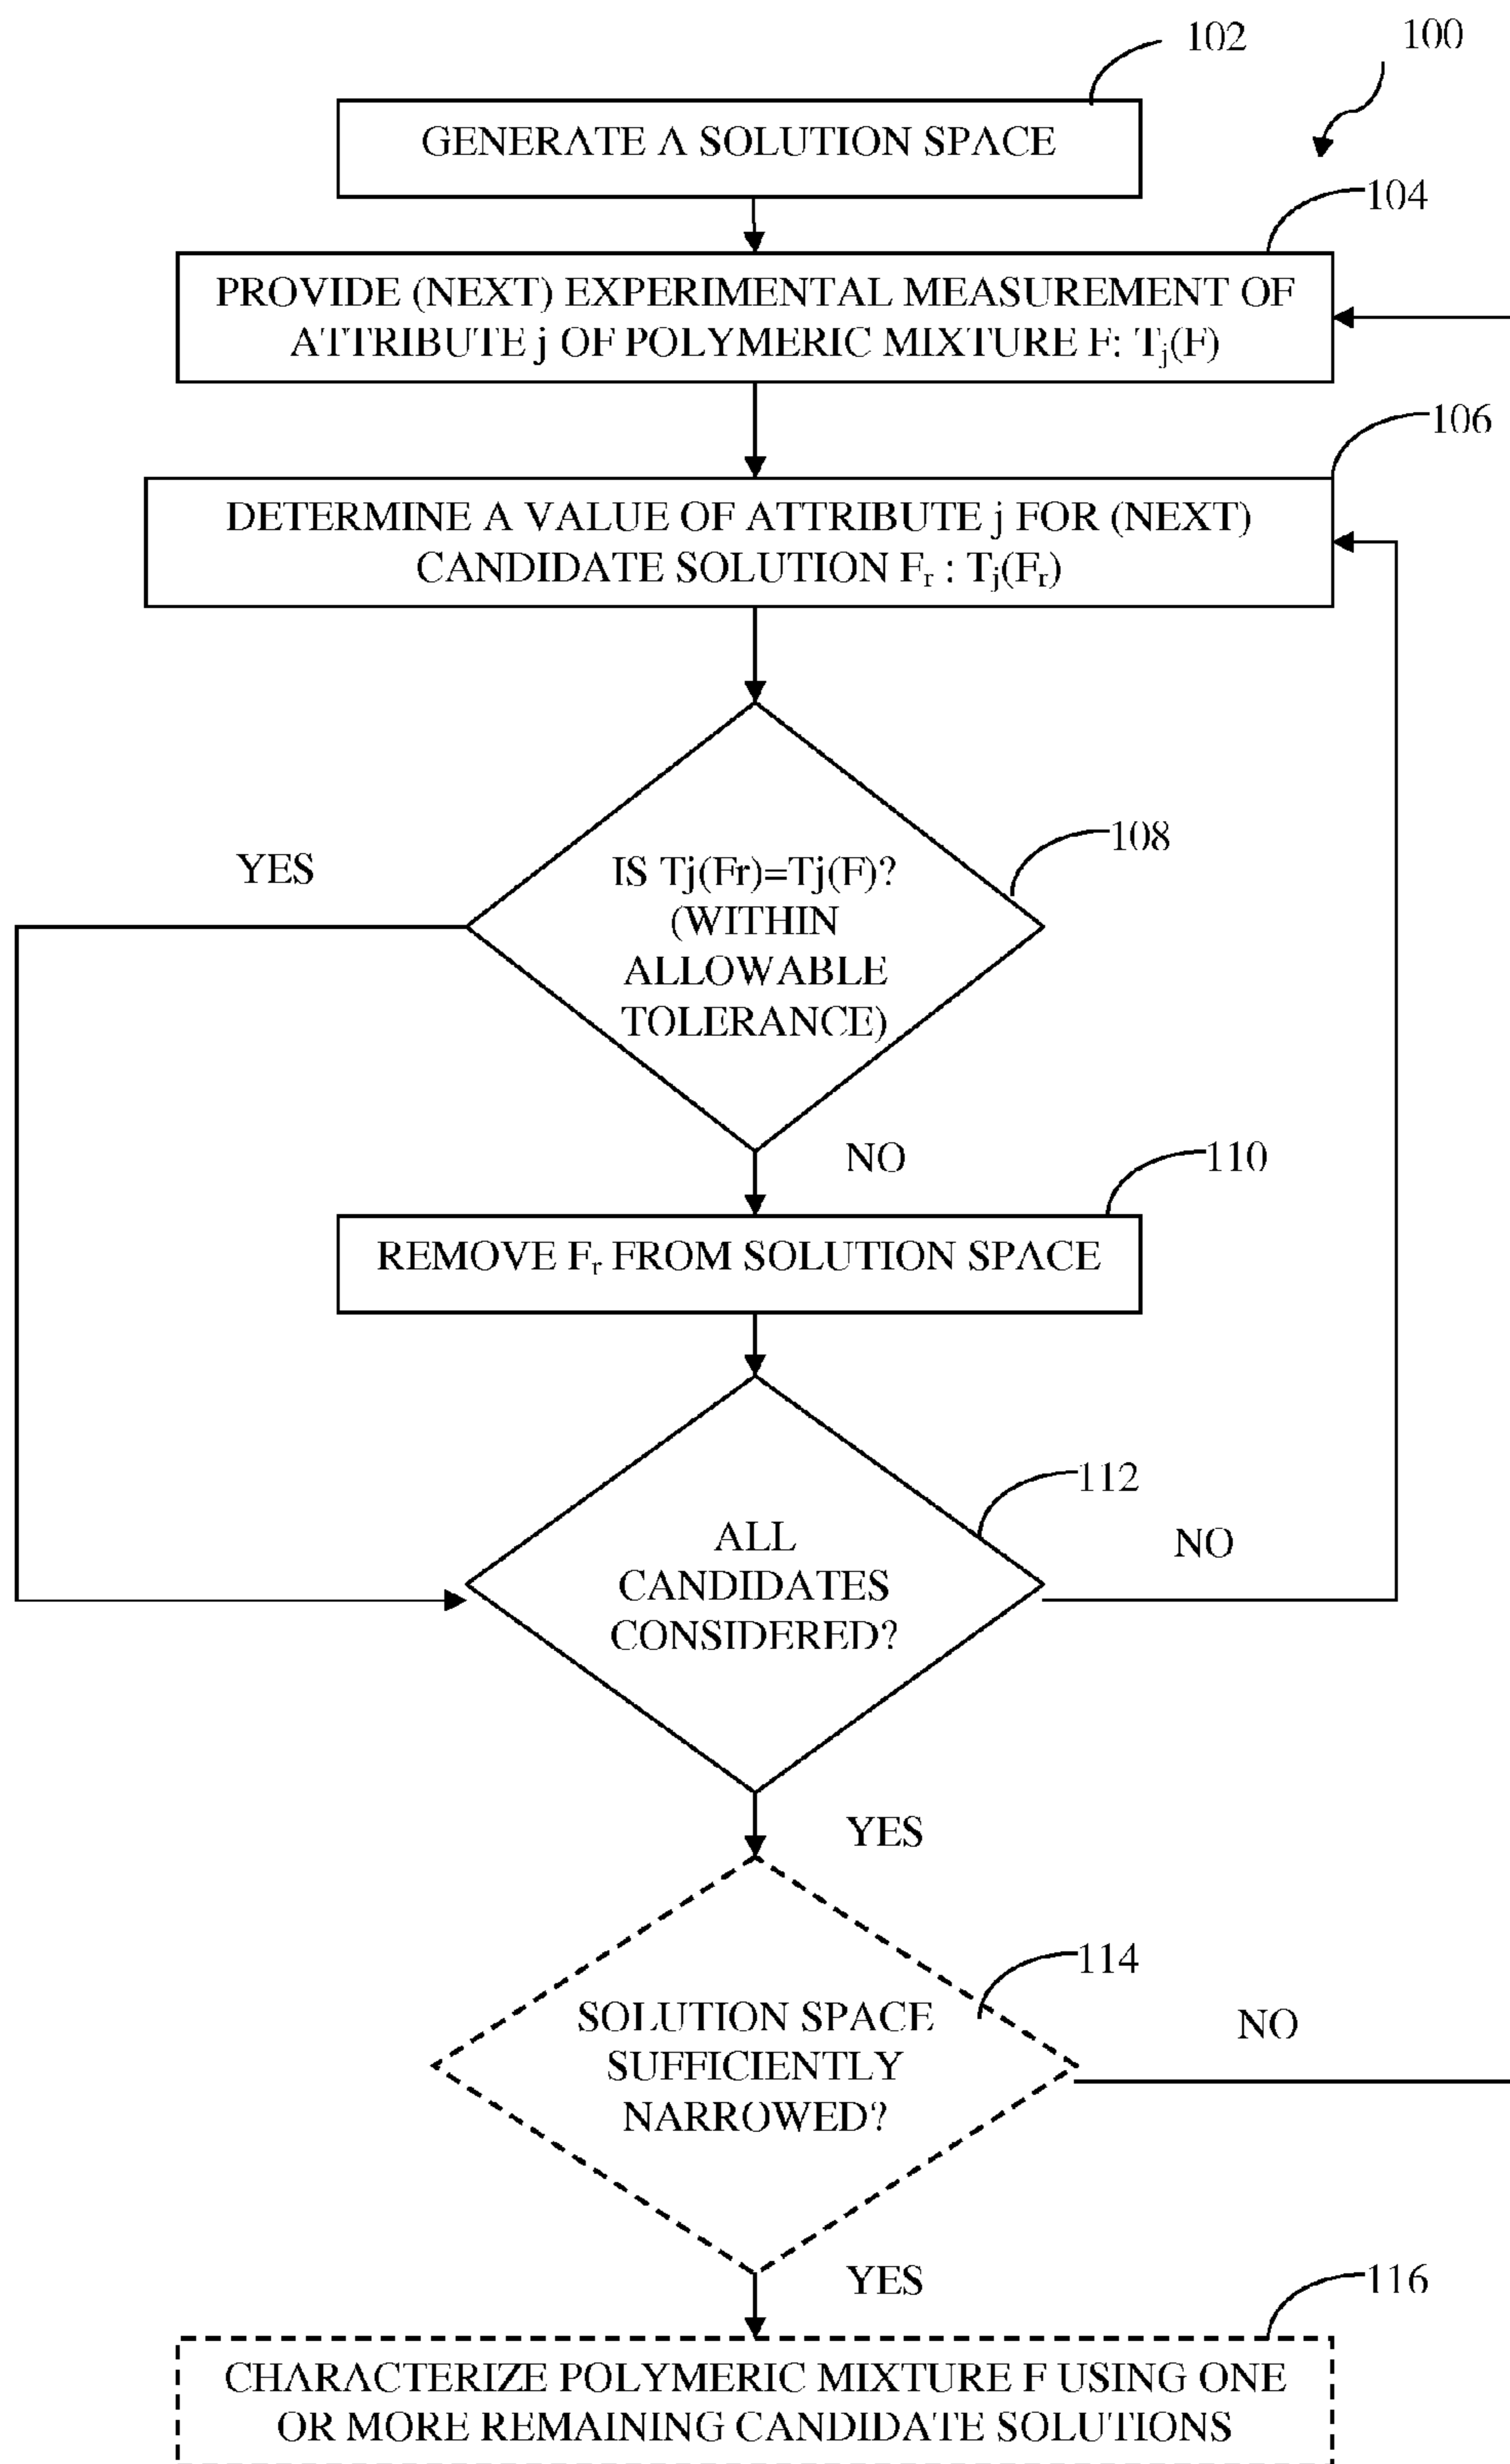 102
100
GENERATE A SOLUTION SPACE
104
PROVIDE (NEXT) EXPERIMENTAL MEASUREMENT OF
ATTRIBUTE j OF POLYMERIC MIXTURE F: Tj(F)
106
DETERMINE A VALUE OF ATTRIBUTE j FOR (NEXT)
CANDIDATE SOLUTION Fr : Tj(Fr)
108
YES
IS Tj(Fr)=Tj(F)?
(WITHIN
ALLOWABLE
TOLERANCE)
NO
110
REMOVE Fr FROM SOLUTION SPACE
112
NO
ALL
CANDIDATES
CONSIDERED?
YES
114
NO
SOLUTION SPACE
SUFFICIENTLY
NARROWED?
YES
116
CHARACTERIZE POLYMERIC MIXTURE F USING ONE
OR MORE REMAINING CANDIDATE SOLUTIONS